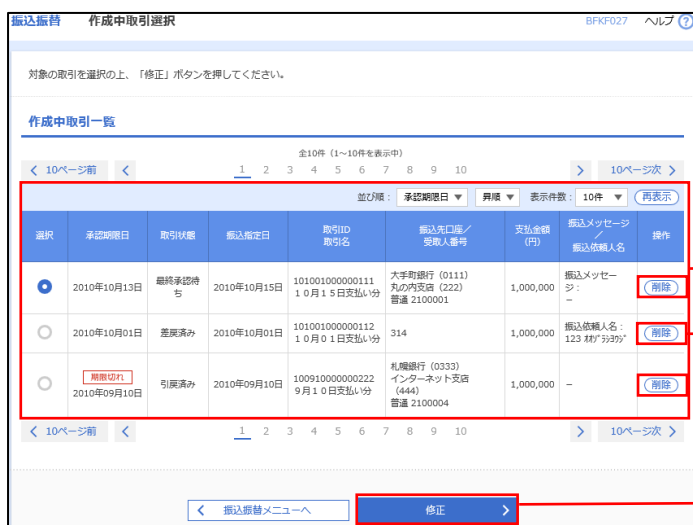 振込振替 作成中取引選択 BFKF027 ヘルプ ?
対象の取引を選択の上、「修正」ボタンを押してください。
作成中取引一覧
全10件（1～10件を表示中）
< 10ページ前 < 1 2 3 4 5 6 7 8 9 10 > 10ページ次 >
並び順： 承認期限日 ▼ 昇順 ▼ 表示件数： 10件 ▼ 再表示
選択 承認期限日 取引状態 振込指定日 取引ID 取引名 振込先口座／ 受取人番号 支払金額 (円) 振込メッセージ ／ 振込依頼人名 操作
2010年10月13日 最終承認待ち 2010年10月15日 101001000000111 １０月１５日支払い分 大手町銀行（0111） 丸の内支店（222） 普通 2100001 1,000,000 振込メッセージ： － 削除
2010年10月01日 差戻済み 2010年10月01日 101001000000112 １０月０１日支払い分 314 1,000,000 振込依頼人名： 123 削除
期限切れ 2010年09月10日 引戻済み 2010年09月10日 100910000000222 ９月１０日支払い分 札幌銀行（0333） インターネット支店（444） 普通 2100004 1,000,000 － 削除
< 10ページ前 < 1 2 3 4 5 6 7 8 9 10 > 10ページ次 >
< 振込振替メニューへ 修正 >